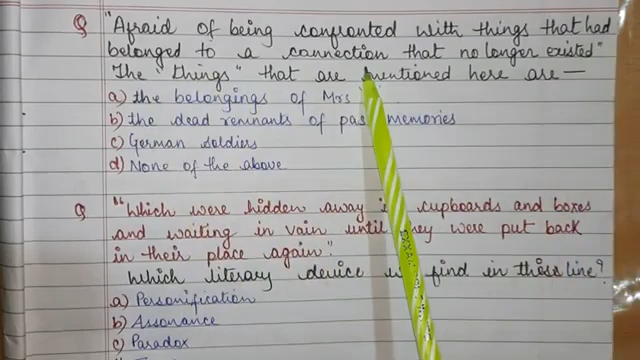 Q "Afraid of being confronted with things that had
belonged to a connection that no longer existed"
The "things" that are mentioned here are —
a) the belongings of Mrs
b) the dead remnants of past memories
c) German soldiers
d) None of the above
Q "Which were hidden away in cupboards and boxes
and waiting in vain until they were put back
in their place again".
Which literary device we find in those line?
a) Personification
b) Assonance
c) Paradox